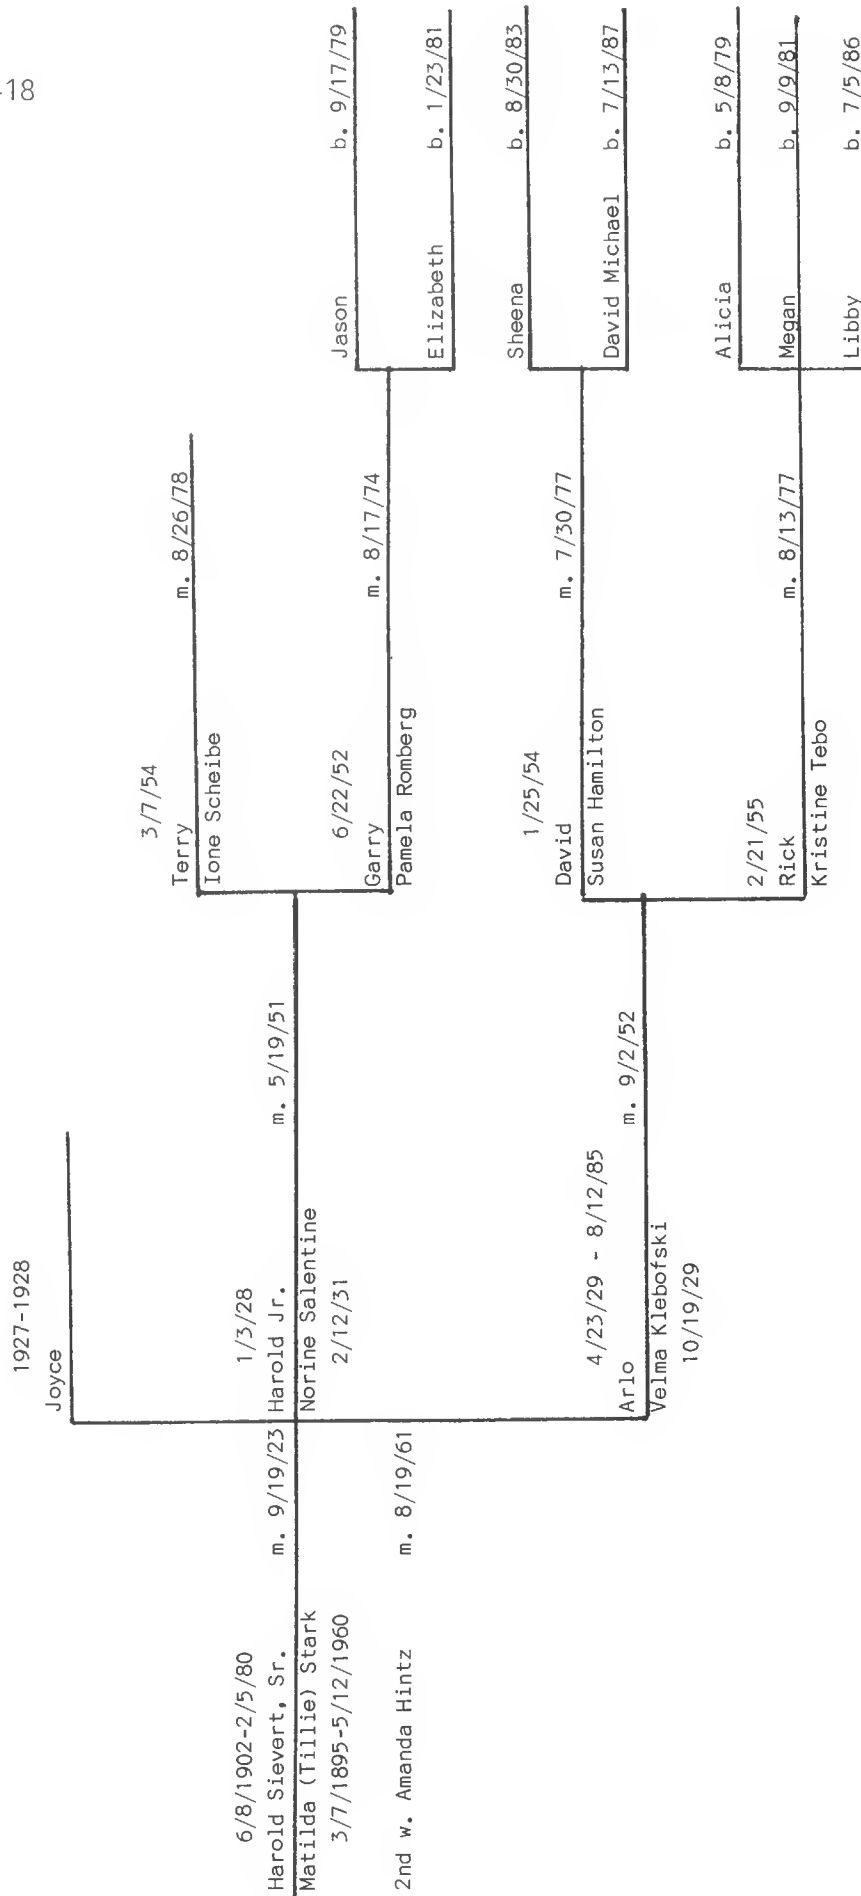 -18
6/8/1902-2/5/80
Harold Sievert, Sr. m. 9/19/23
Matilda (Tillie) Stark
3/7/1895-5/12/1960
2nd w. Amanda Hintz m. 8/19/61
1927-1928
Joyce
1/3/28
Harold Jr. m. 5/19/51
Norine Salentine
2/12/31
4/23/29 - 8/12/85
Arlo m. 9/2/52
Velma Klebofski
10/19/29
3/7/54
Terry m. 8/26/78
Ione Scheibe
6/22/52
Garry m. 8/17/74
Pamela Romberg
1/25/54
David m. 7/30/77
Susan Hamilton
2/21/55
Rick m. 8/13/77
Kristine Tebo
Jason b. 9/17/79
Elizabeth b. 1/23/81
Sheena b. 8/30/83
David Michael b. 7/13/87
Alicia b. 5/8/79
Megan b. 9/9/81
Libby b. 7/5/86